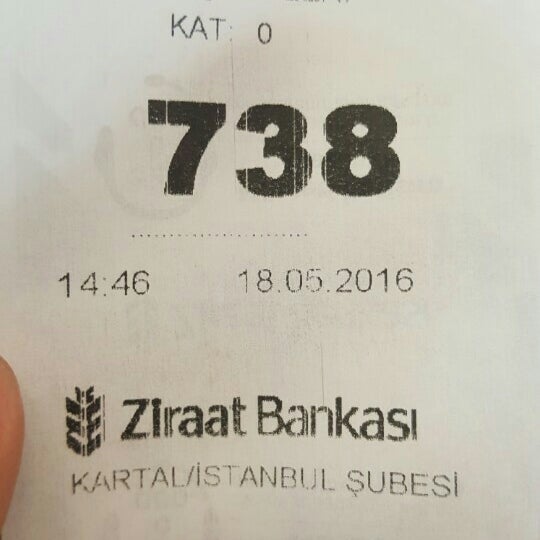 KAT: 0
738
14:46 18.05.2016
Ziraat Bankası
KARTAL/İSTANBUL ŞUBESİ